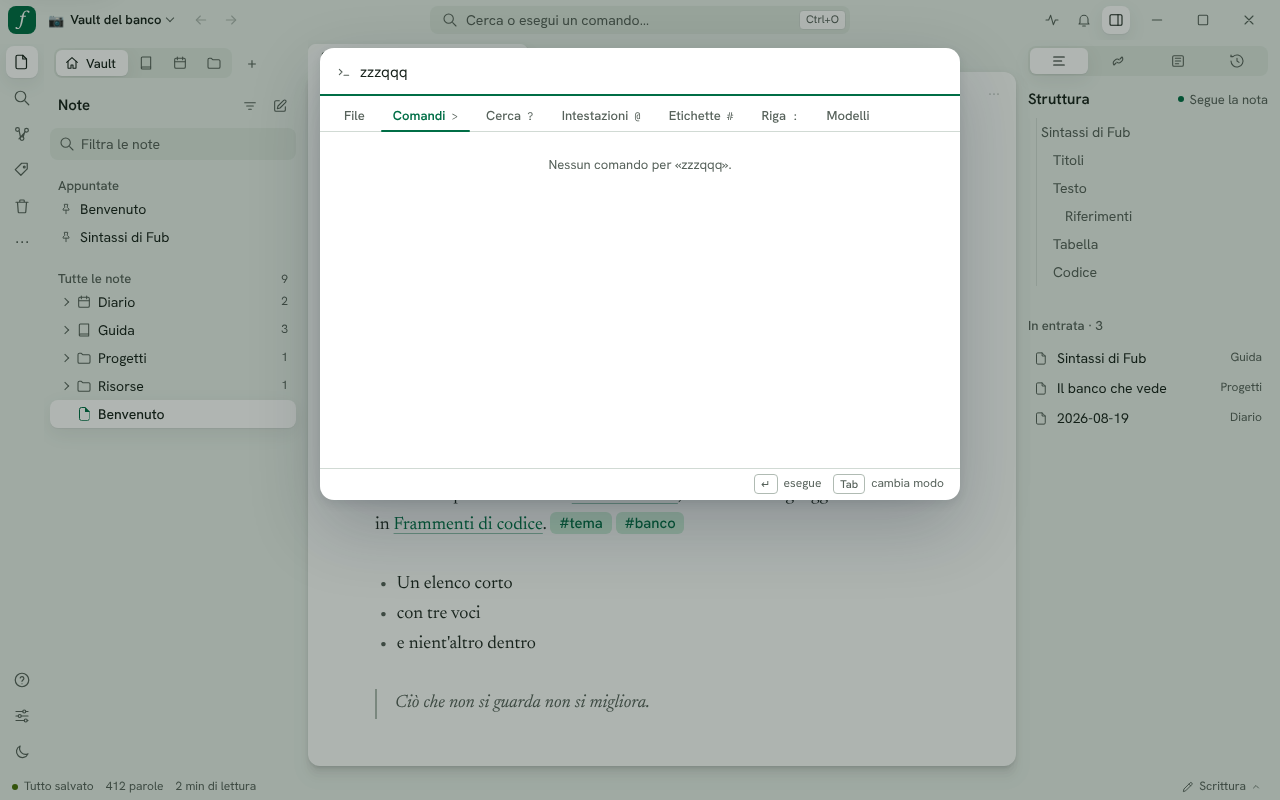 f
Vault del banco
Cerca o esegui un comando…
Ctrl+O
Vault
Note
Filtra le note
Appuntate
Benvenuto
Sintassi di Fub
Tutte le note 9
Diario 2
Guida 3
Progetti 1
Risorse 1
Benvenuto
zzzqqq
File
Comandi >
Cerca ?
Intestazioni @
Etichette #
Riga :
Modelli
Nessun comando per «zzzqqq».
↵ esegue
Tab cambia modo
in Frammenti di codice. #tema #banco
• Un elenco corto
• con tre voci
• e nient'altro dentro
Ciò che non si guarda non si migliora.
Struttura
Segue la nota
Sintassi di Fub
Titoli
Testo
Riferimenti
Tabella
Codice
In entrata · 3
Sintassi di Fub Guida
Il banco che vede Progetti
2026-08-19 Diario
Tutto salvato 412 parole 2 min di lettura
Scrittura